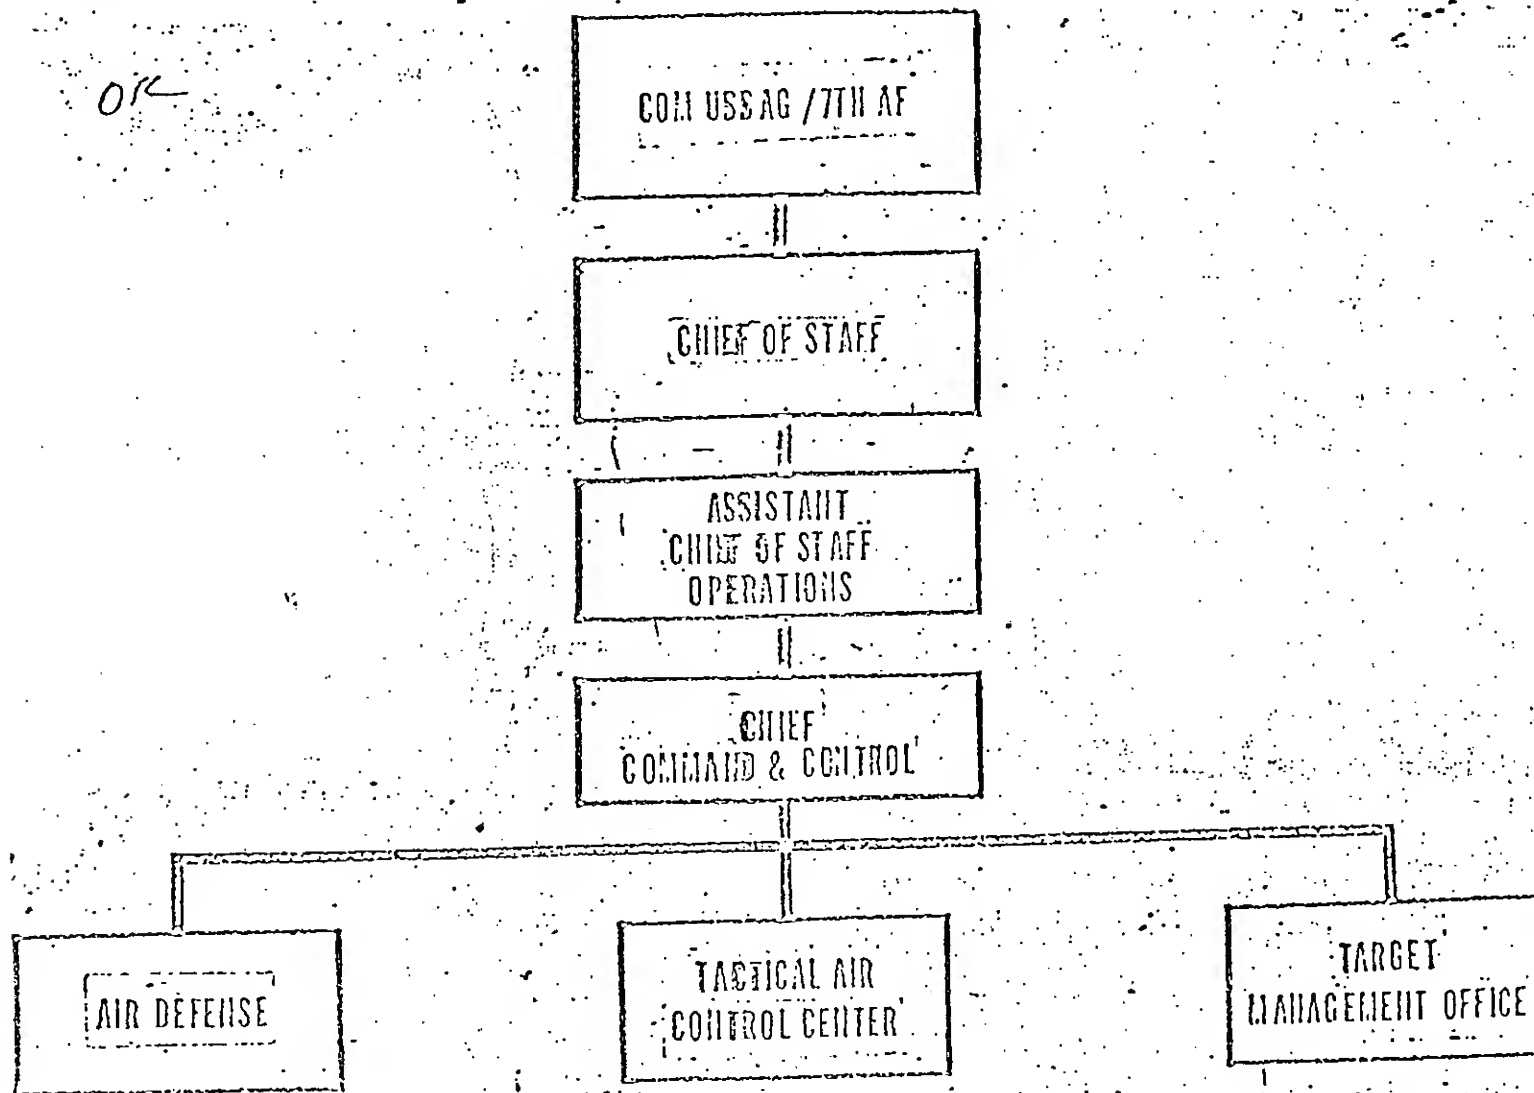 OK
COM USSAG / 7TH AF
CHIEF OF STAFF
ASSISTANT
CHIEF OF STAFF
OPERATIONS
CHIEF
COMMAND & CONTROL
AIR DEFENSE
TACTICAL AIR
CONTROL CENTER
TARGET
MANAGEMENT OFFICE